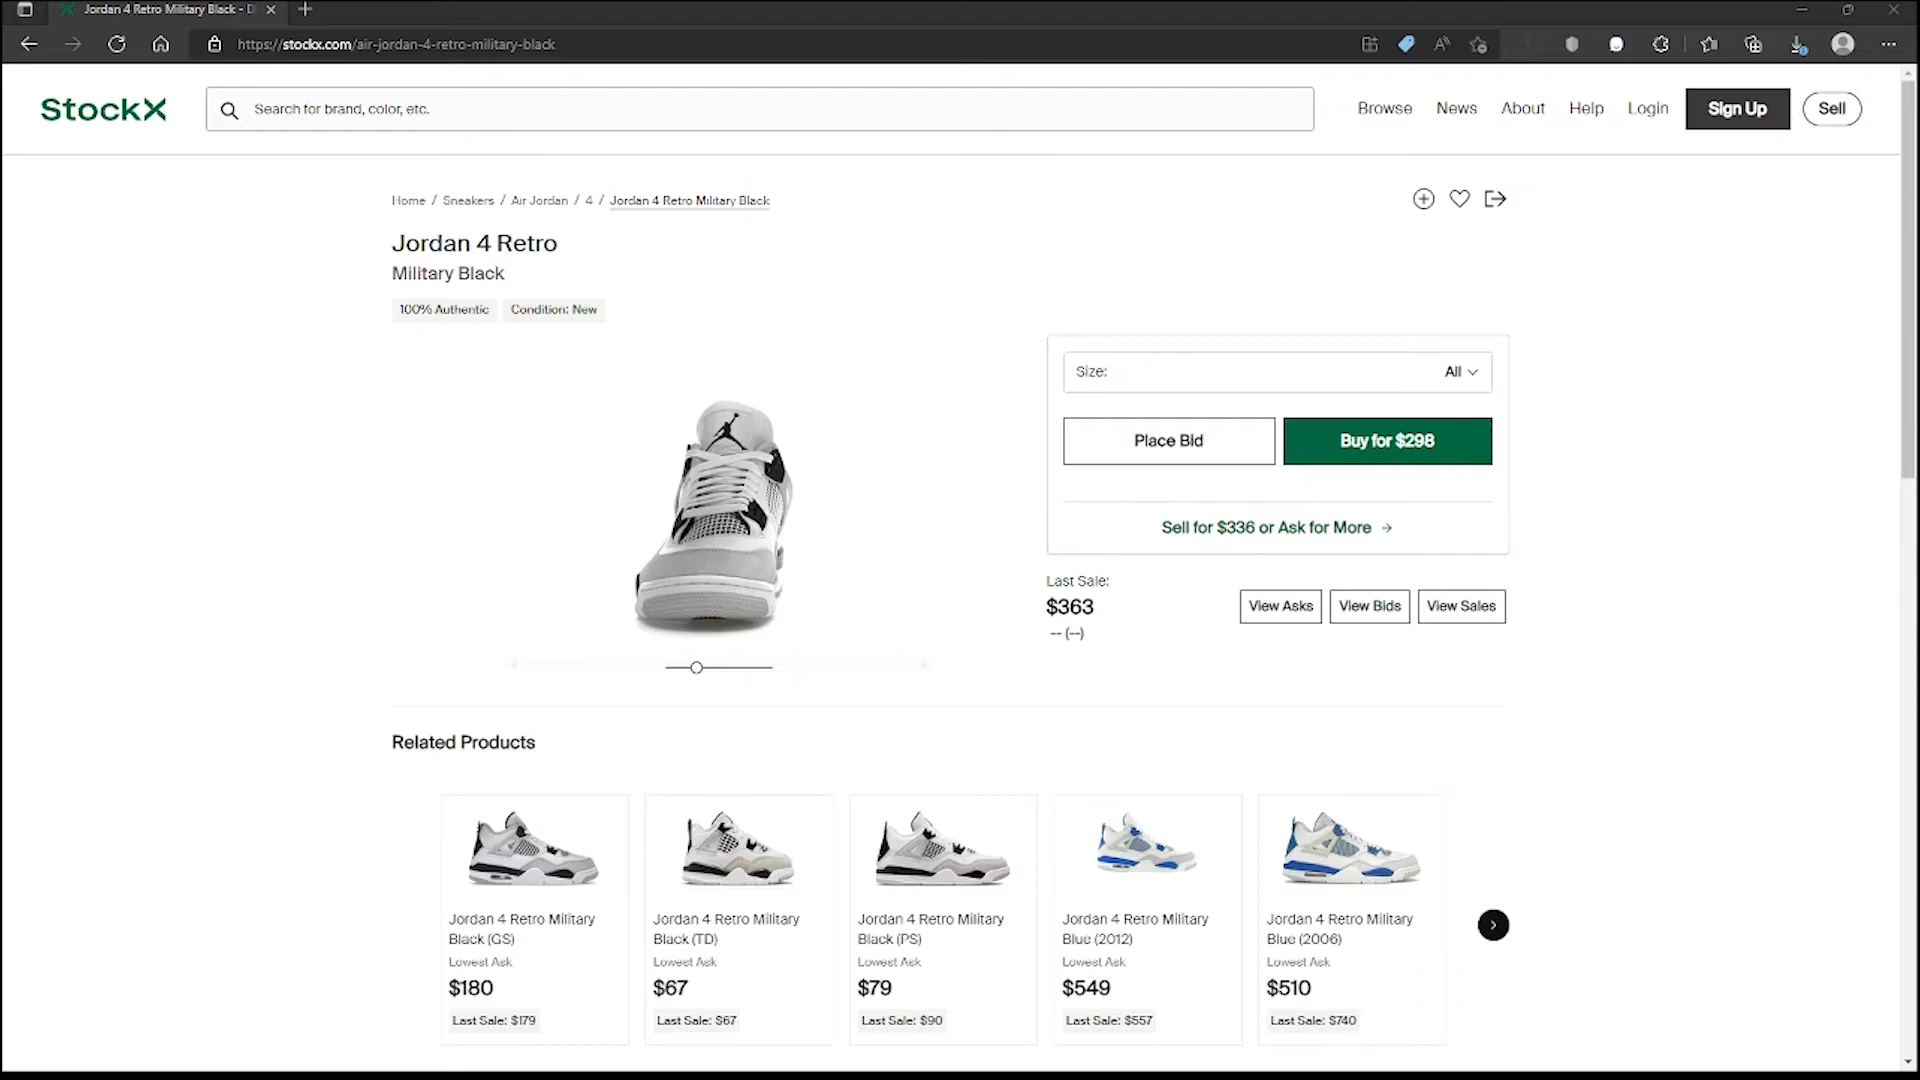 Jordan 4 Retro Military Black - D
https://stockx.com/air-jordan-4-retro-military-black
StockX
Search for brand, color, etc.
Browse
News
About
Help
Login
Sign Up
Sell
Home / Sneakers / Air Jordan / 4 / Jordan 4 Retro Military Black
Jordan 4 Retro
Military Black
100% Authentic
Condition: New
Size:
All
Place Bid
Buy for $298
Sell for $336 or Ask for More →
Last Sale:
$363
-- (--)
View Asks
View Bids
View Sales
Related Products
Jordan 4 Retro Military
Black (GS)
Lowest Ask
$180
Last Sale: $179
Jordan 4 Retro Military
Black (TD)
Lowest Ask
$67
Last Sale: $67
Jordan 4 Retro Military
Black (PS)
Lowest Ask
$79
Last Sale: $90
Jordan 4 Retro Military
Blue (2012)
Lowest Ask
$549
Last Sale: $557
Jordan 4 Retro Military
Blue (2006)
Lowest Ask
$510
Last Sale: $740